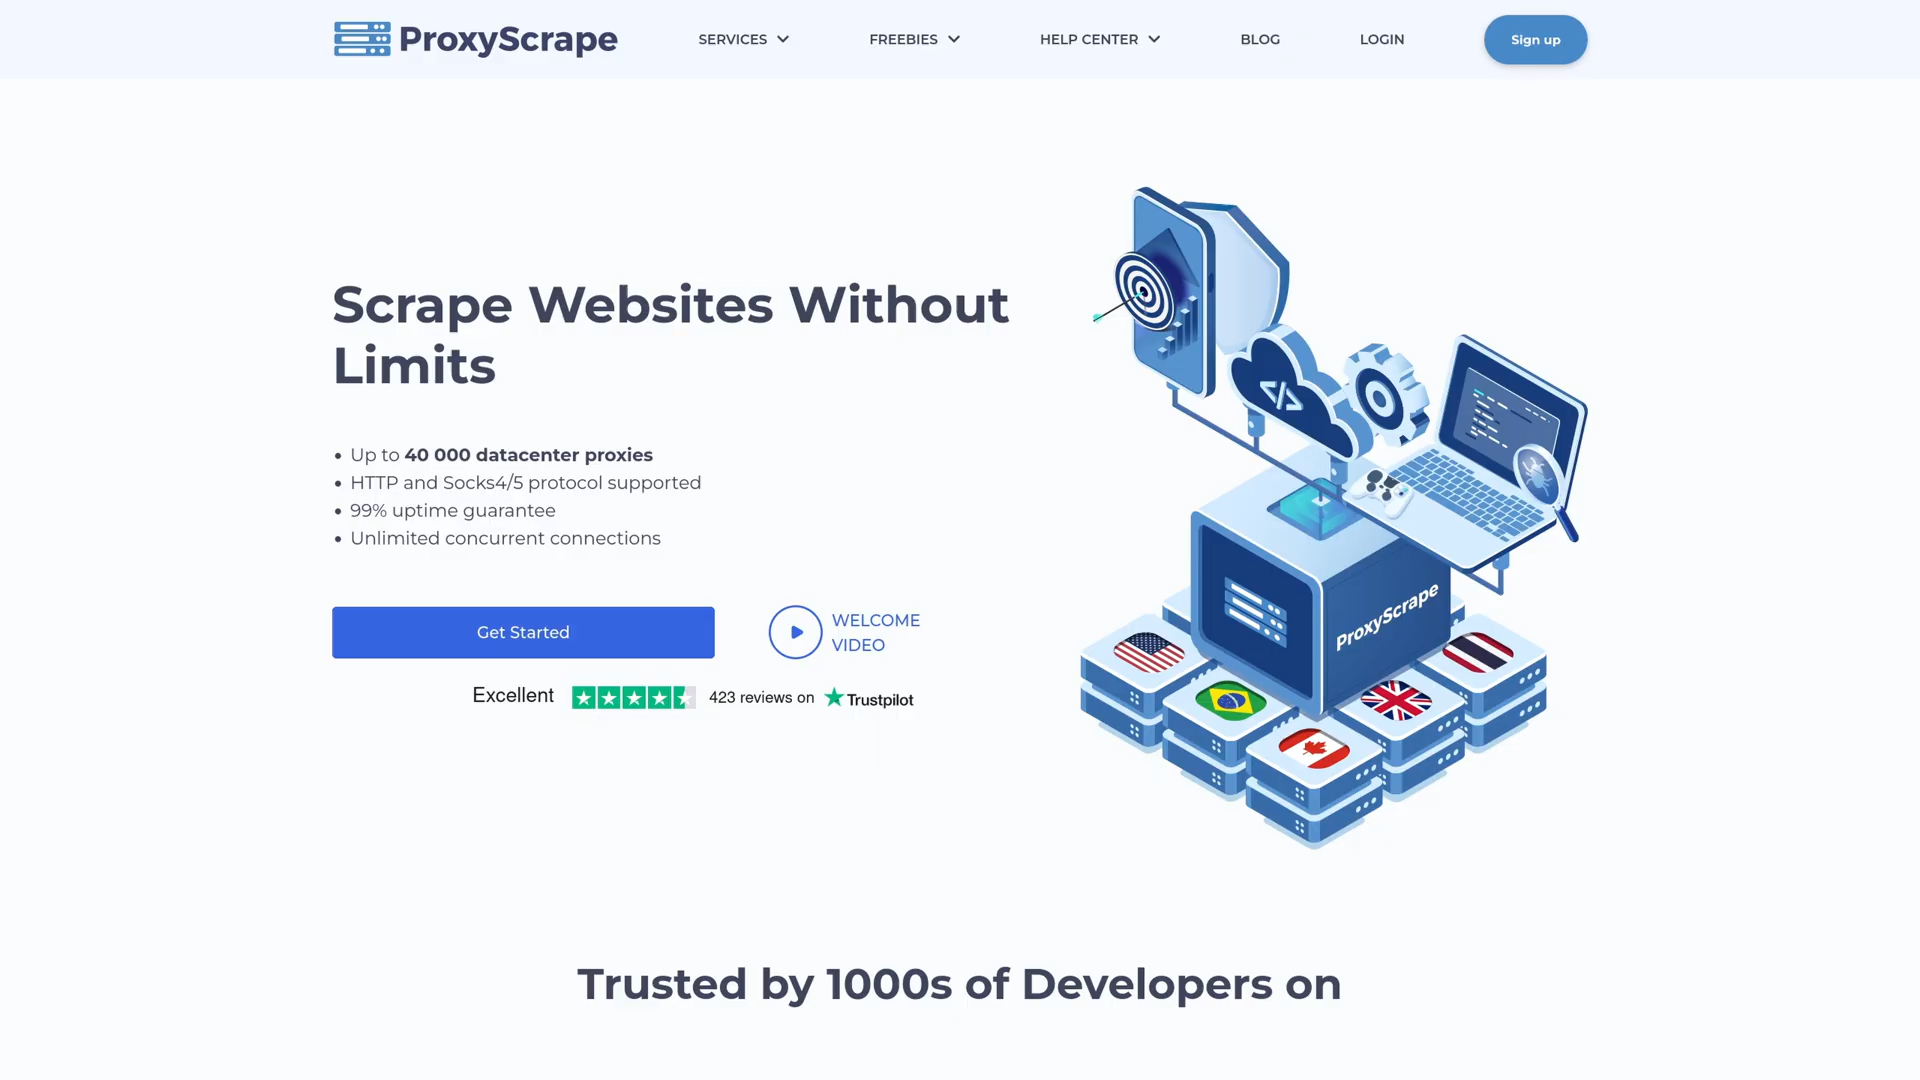 ProxyScrape
SERVICES
FREEBIES
HELP CENTER
BLOG
LOGIN
Sign up
Scrape Websites Without
Limits
• Up to 40 000 datacenter proxies
• HTTP and Socks4/5 protocol supported
• 99% uptime guarantee
• Unlimited concurrent connections
Get Started
WELCOME
VIDEO
Excellent
423 reviews on
Trustpilot
</>
ProxyScrape
Trusted by 1000s of Developers on